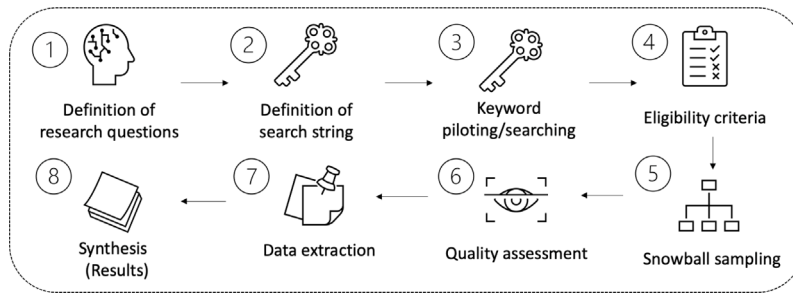 1
Definition of
research questions
2
Definition of
search string
3
Keyword
piloting/searching
4
Eligibility criteria
5
Snowball sampling
6
Quality assessment
7
Data extraction
8
Synthesis
(Results)